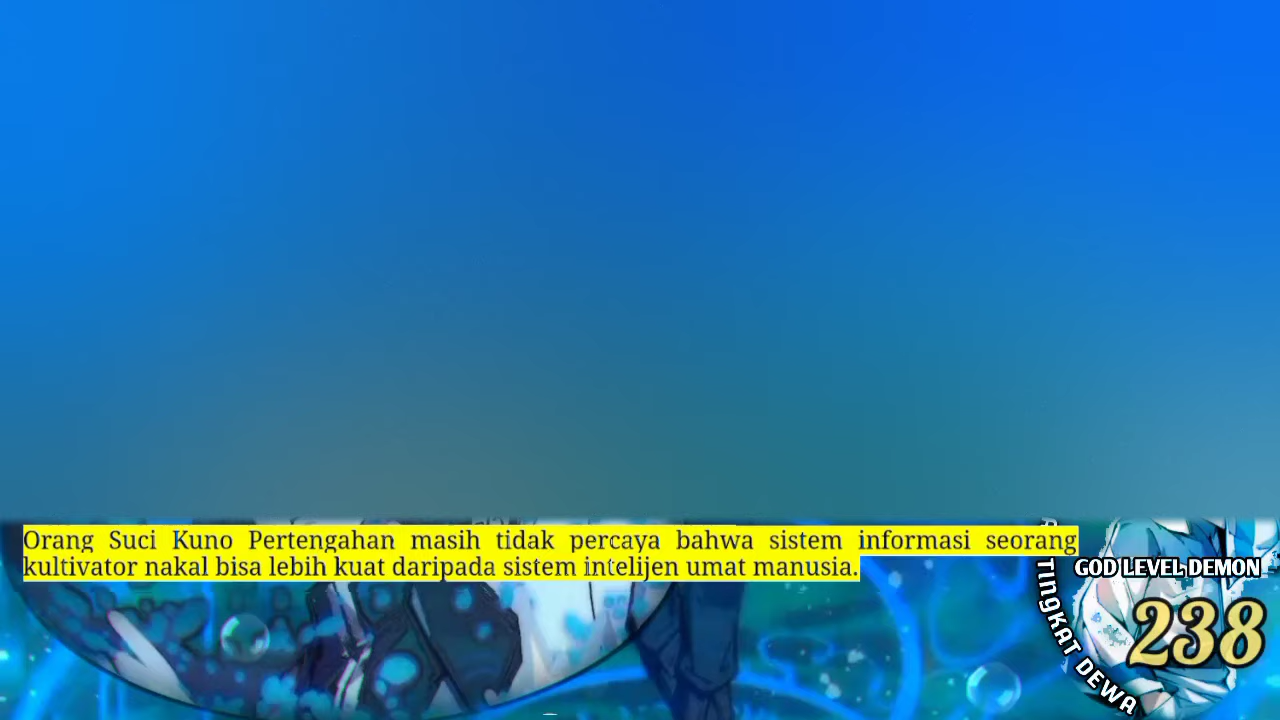 Orang Suci Kuno Pertengahan masih tidak percaya bahwa sistem informasi seorang
kultivator nakal bisa lebih kuat daripada sistem intelijen umat manusia.
GOD LEVEL DEMON
238
TINGKAT DEWA